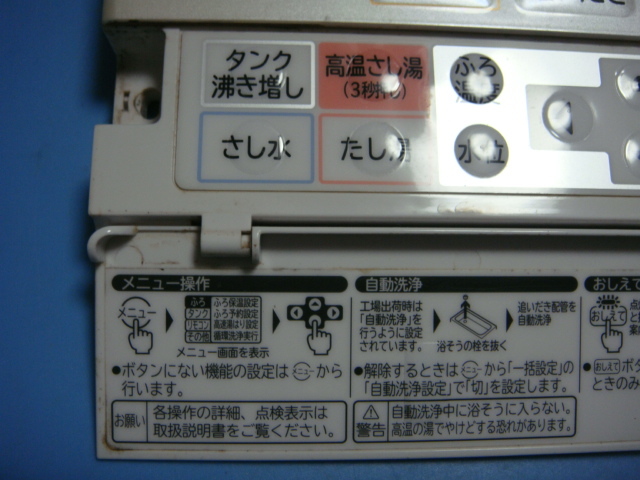 タンク
沸き増し
高温さし湯
ふろ
温度
さし水
たし湯
水位
メニュー操作
メニュー
ふろ
ふろ保温設定
タンク
ふろ予約設定
リモコン
高速湯はり設定
その他
循環洗浄実行
メニュー画面を表示
●ボタンにない機能の設定は
から
行います。
お願い
各操作の詳細、点検表示は
取扱説明書をご覧ください。
自動洗浄
工場出荷時は
「自動洗浄」を
行うように設定
されています。
浴そうの栓を抜く
追いだき配管を
自動洗浄
●解除するときは
から「一括設定」の
「自動洗浄設定」で「切」を設定します。
警告
自動洗浄中に浴そうに入らない。
高温の湯でやけどする恐れがあります。
おしえて
おしえて
●
おしえて
ボ
ときのみ